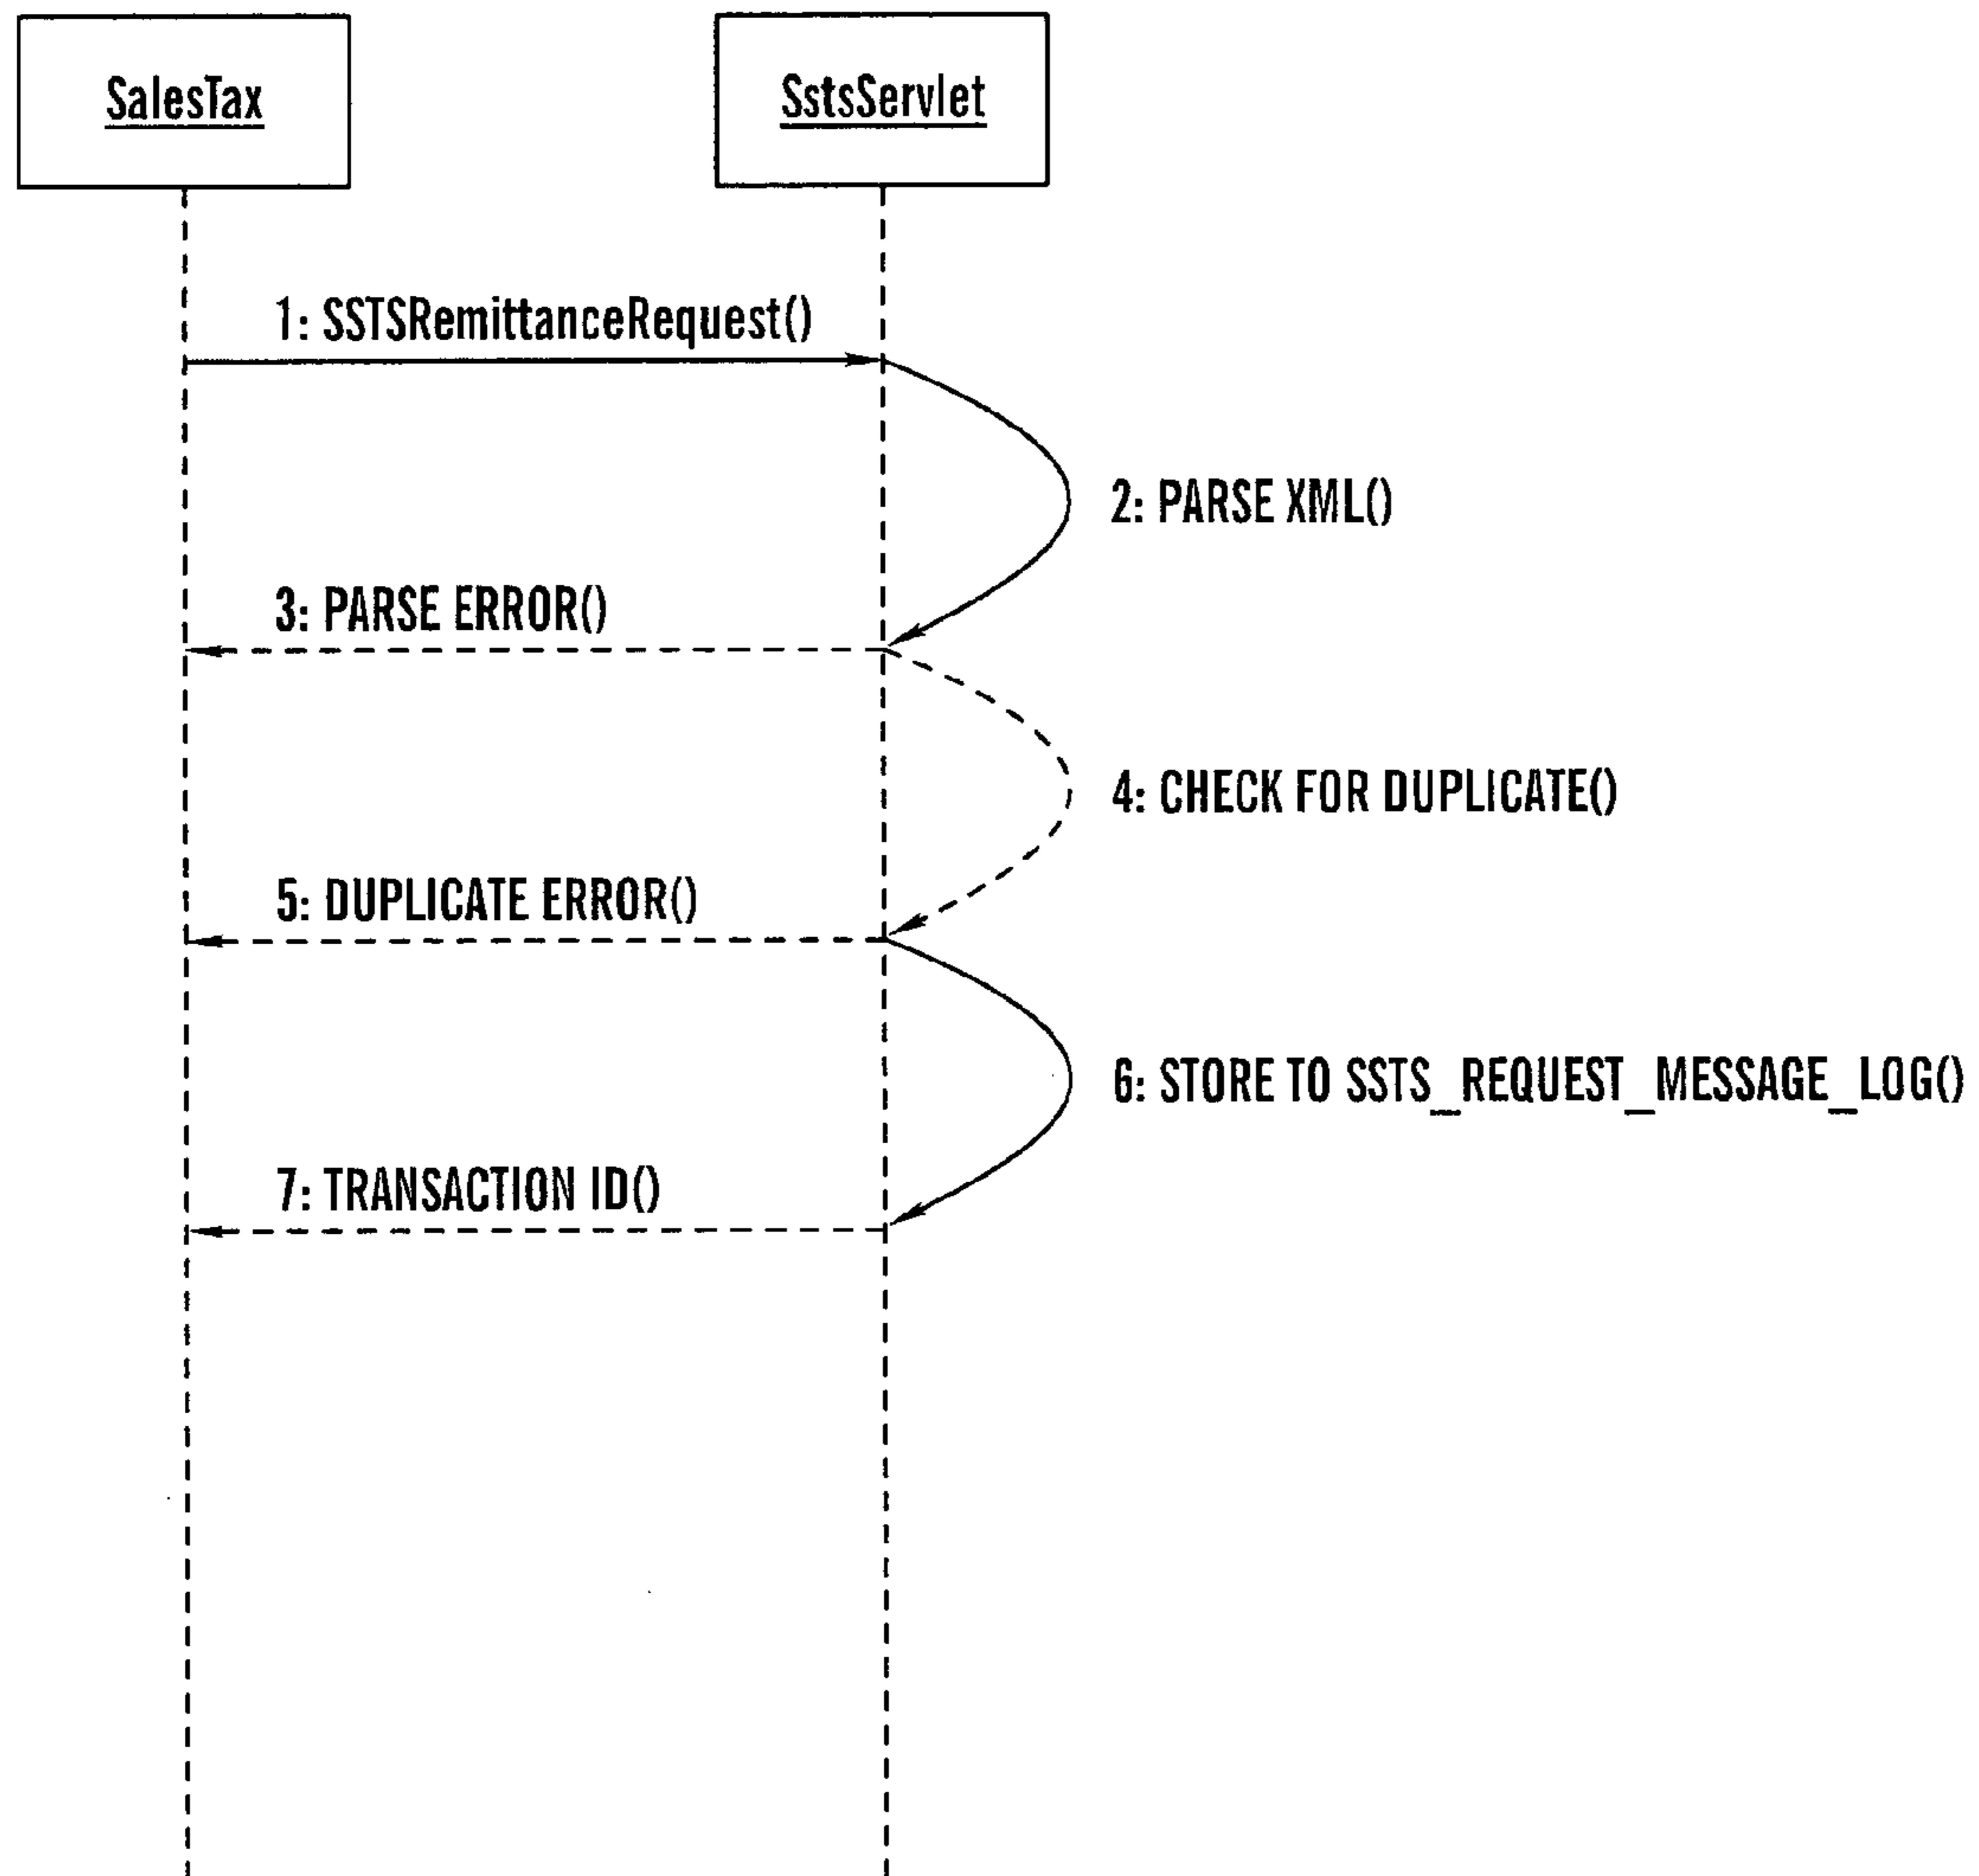 SalesTax
SstsServlet
1: SSTSRemittanceRequest()
2: PARSE XML()
3: PARSE ERROR()
4: CHECK FOR DUPLICATE()
5: DUPLICATE ERROR()
6: STORE TO SSTS_REQUEST_MESSAGE_LOG()
7: TRANSACTION ID()